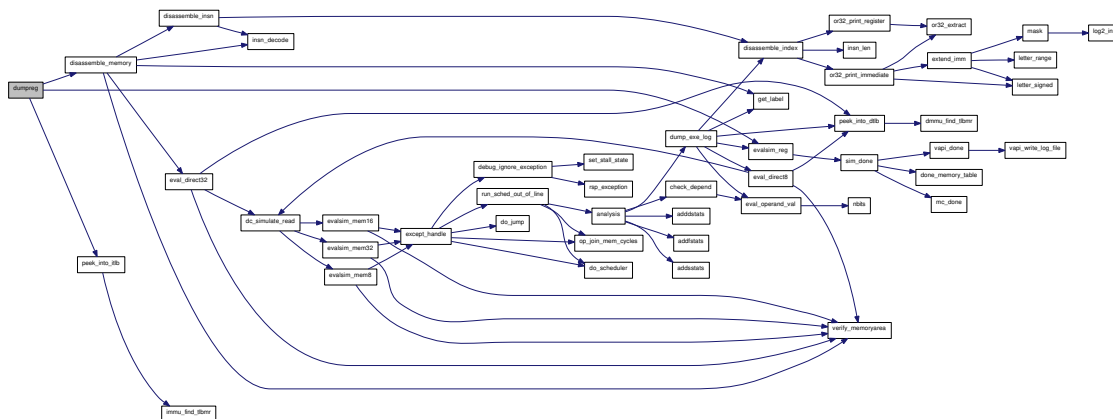 disassemble_insn
insn_decode
disassemble_memory
dumpreg
or32_print_register
or32_extract
mask
log2_in
disassemble_index
insn_len
extend_imm
letter_range
or32_print_immediate
letter_signed
get_label
peek_into_dtlb
dmmu_find_tlbmr
dump_exe_log
evalsim_reg
sim_done
vapi_done
vapi_write_log_file
done_memory_table
mc_done
debug_ignore_exception
set_stall_state
rap_exception
eval_direct32
eval_direct8
run_sched_out_of_line
check_depend
eval_operand_val
nbits
dc_simulate_read
evalsim_mem16
except_handle
do_jump
analysis
adddstats
evalsim_mem32
op_join_mem_cycles
addfstats
evalsim_mem8
do_scheduler
addsstats
peek_into_itlb
verify_memoryarea
immu_find_tlbmr